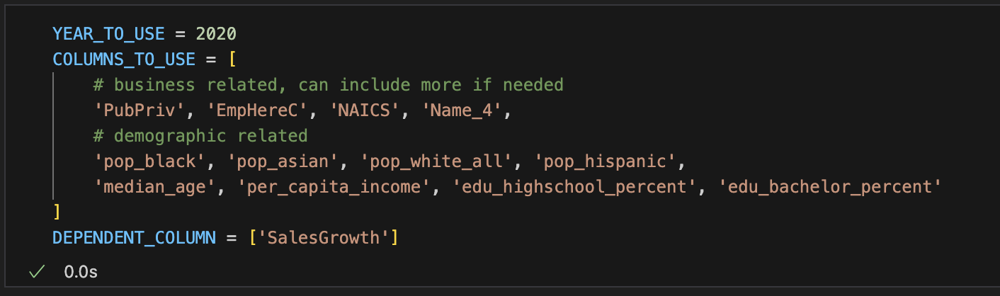 YEAR_TO_USE = 2020
COLUMNS_TO_USE = [
    # business related, can include more if needed
    'PubPriv', 'EmpHereC', 'NAICS', 'Name_4',
    # demographic related
    'pop_black', 'pop_asian', 'pop_white_all', 'pop_hispanic',
    'median_age', 'per_capita_income', 'edu_highschool_percent', 'edu_bachelor_percent'
]
DEPENDENT_COLUMN = ['SalesGrowth']
✓ 0.0s